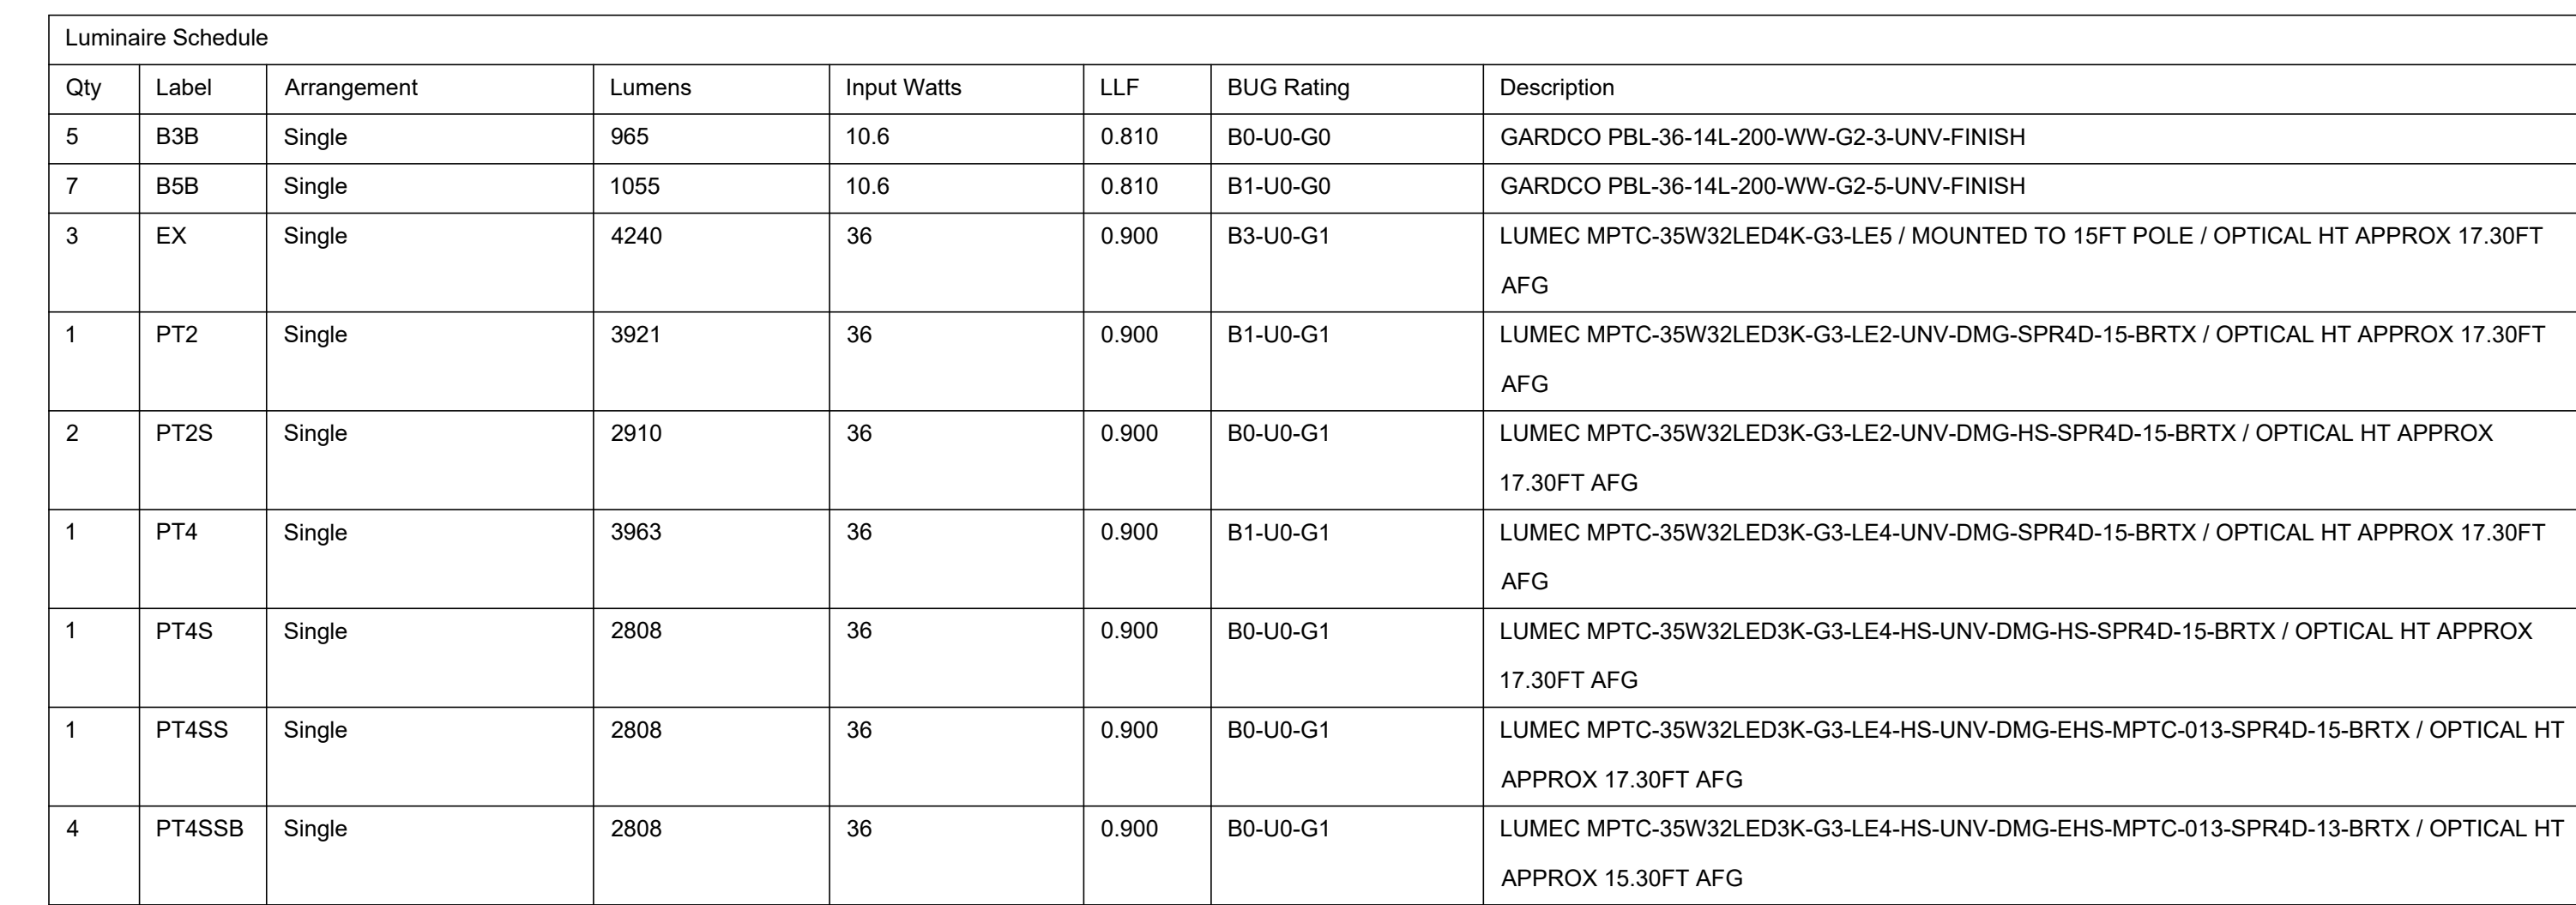 Luminaire Schedule
Qty Label Arrangement Lumens Input Watts LLF BUG Rating Description
5 B3B Single 965 10.6 0.810 B0-U0-G0 GARDCO PBL-36-14L-200-WW-G2-3-UNV-FINISH
7 B5B Single 1055 10.6 0.810 B1-U0-G0 GARDCO PBL-36-14L-200-WW-G2-5-UNV-FINISH
3 EX Single 4240 36 0.900 B3-U0-G1 LUMEC MPTC-35W32LED4K-G3-LE5 / MOUNTED TO 15FT POLE / OPTICAL HT APPROX 17.30FT
AFG
1 PT2 Single 3921 36 0.900 B1-U0-G1 LUMEC MPTC-35W32LED3K-G3-LE2-UNV-DMG-SPR4D-15-BRTX / OPTICAL HT APPROX 17.30FT
AFG
2 PT2S Single 2910 36 0.900 B0-U0-G1 LUMEC MPTC-35W32LED3K-G3-LE2-UNV-DMG-HS-SPR4D-15-BRTX / OPTICAL HT APPROX
17.30FT AFG
1 PT4 Single 3963 36 0.900 B1-U0-G1 LUMEC MPTC-35W32LED3K-G3-LE4-UNV-DMG-SPR4D-15-BRTX / OPTICAL HT APPROX 17.30FT
AFG
1 PT4S Single 2808 36 0.900 B0-U0-G1 LUMEC MPTC-35W32LED3K-G3-LE4-HS-UNV-DMG-HS-SPR4D-15-BRTX / OPTICAL HT APPROX
17.30FT AFG
1 PT4SS Single 2808 36 0.900 B0-U0-G1 LUMEC MPTC-35W32LED3K-G3-LE4-HS-UNV-DMG-EHS-MPTC-013-SPR4D-15-BRTX / OPTICAL HT
APPROX 17.30FT AFG
4 PT4SSB Single 2808 36 0.900 B0-U0-G1 LUMEC MPTC-35W32LED3K-G3-LE4-HS-UNV-DMG-EHS-MPTC-013-SPR4D-13-BRTX / OPTICAL HT
APPROX 15.30FT AFG